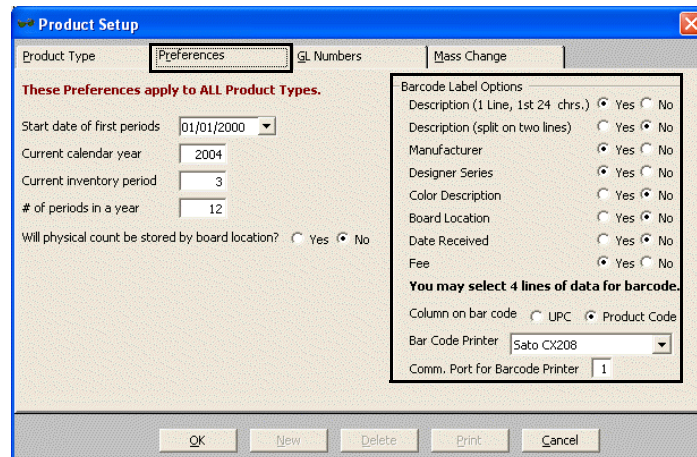 Product Setup
Product Type Preferences GL Numbers Mass Change
These Preferences apply to ALL Product Types.
Start date of first periods 01/01/2000
Current calendar year 2004
Current inventory period 3
# of periods in a year 12
Will physical count be stored by board location? Yes No
Barcode Label Options
Description (1 Line, 1st 24 chrs.) Yes No
Description (split on two lines) Yes No
Manufacturer Yes No
Designer Series Yes No
Color Description Yes No
Board Location Yes No
Date Received Yes No
Fee Yes No
You may select 4 lines of data for barcode.
Column on bar code UPC Product Code
Bar Code Printer Sato CX208
Comm. Port for Barcode Printer 1
OK New Delete Print Cancel